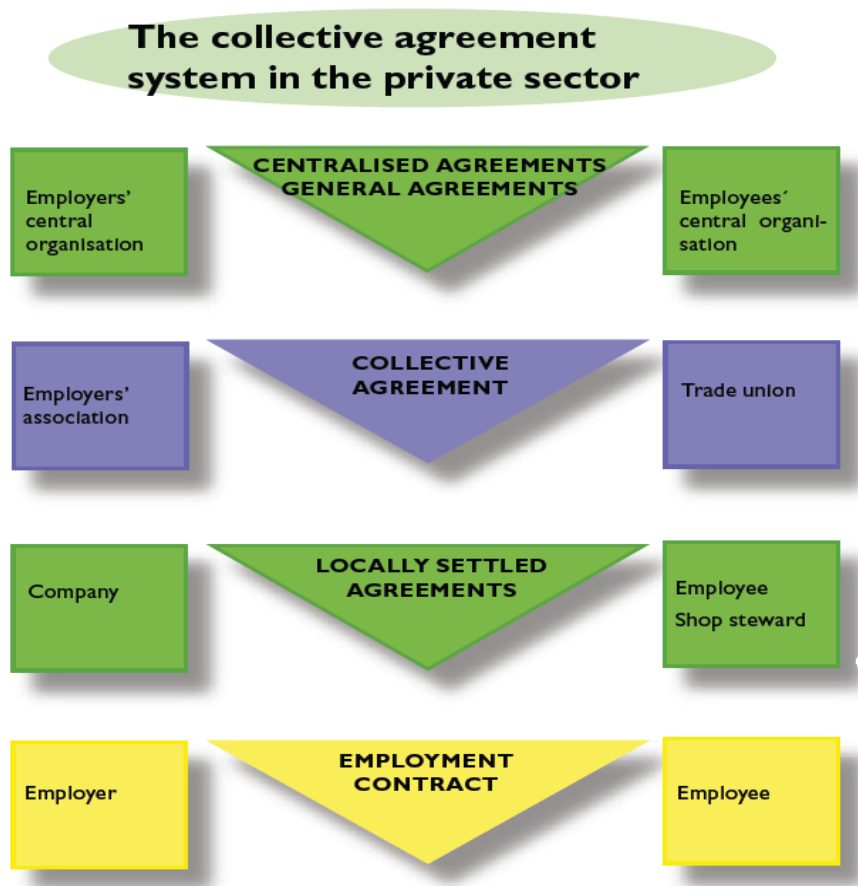 The collective agreement
system in the private sector
Employers’
central
organisation
CENTRALISED AGREEMENTS
GENERAL AGREEMENTS
Employees´
central organi-
sation
Employers’
association
COLLECTIVE
AGREEMENT
Trade union
Company
LOCALLY SETTLED
AGREEMENTS
Employee
Shop steward
Employer
EMPLOYMENT
CONTRACT
Employee